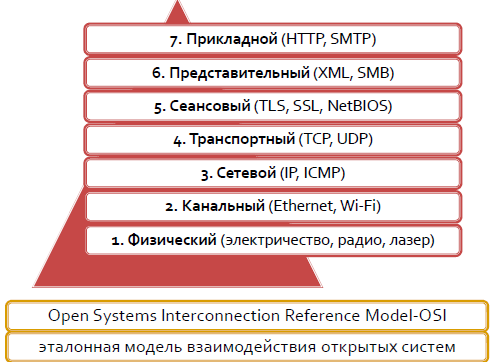 7. Прикладной (HTTP, SMTP)
6. Представительный (XML, SMB)
5. Сеансовый (TLS, SSL, NetBIOS)
4. Транспортный (TCP, UDP)
3. Сетевой (IP, ICMP)
2. Канальный (Ethernet, Wi-Fi)
1. Физический (электричество, радио, лазер)
Open Systems Interconnection Reference Model-OSI
эталонная модель взаимодействия открытых систем